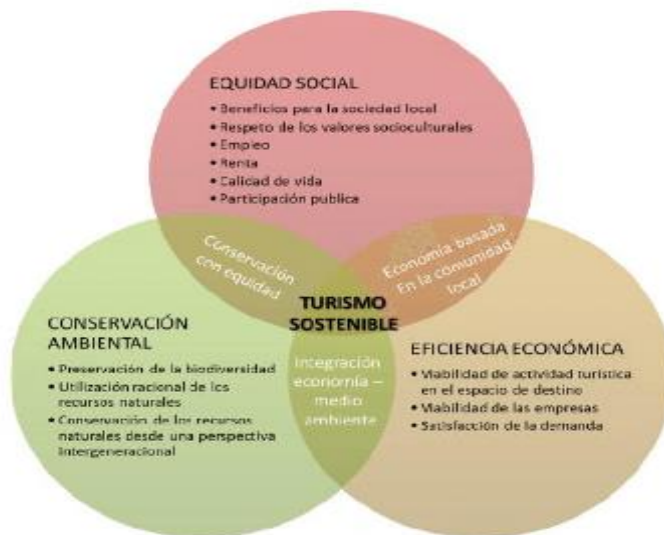 EQUIDAD SOCIAL
• Beneficios para la sociedad local
• Respeto de los valores socioculturales
• Empleo
• Renta
• Calidad de vida
• Participación publica
Conservación
con equidad
Economía basada
En la comunidad
local
TURISMO
SOSTENIBLE
CONSERVACIÓN
AMBIENTAL
• Preservación de la biodiversidad
• Utilización racional de los
recursos naturales
• Conservación de los recursos
naturales desde una perspectiva
intergeneracional
Integración
economía –
medio
ambiente
EFICIENCIA ECONÓMICA
• Viabilidad de actividad turística
en el espacio de destino
• Viabilidad de las empresas
• Satisfacción de la demanda